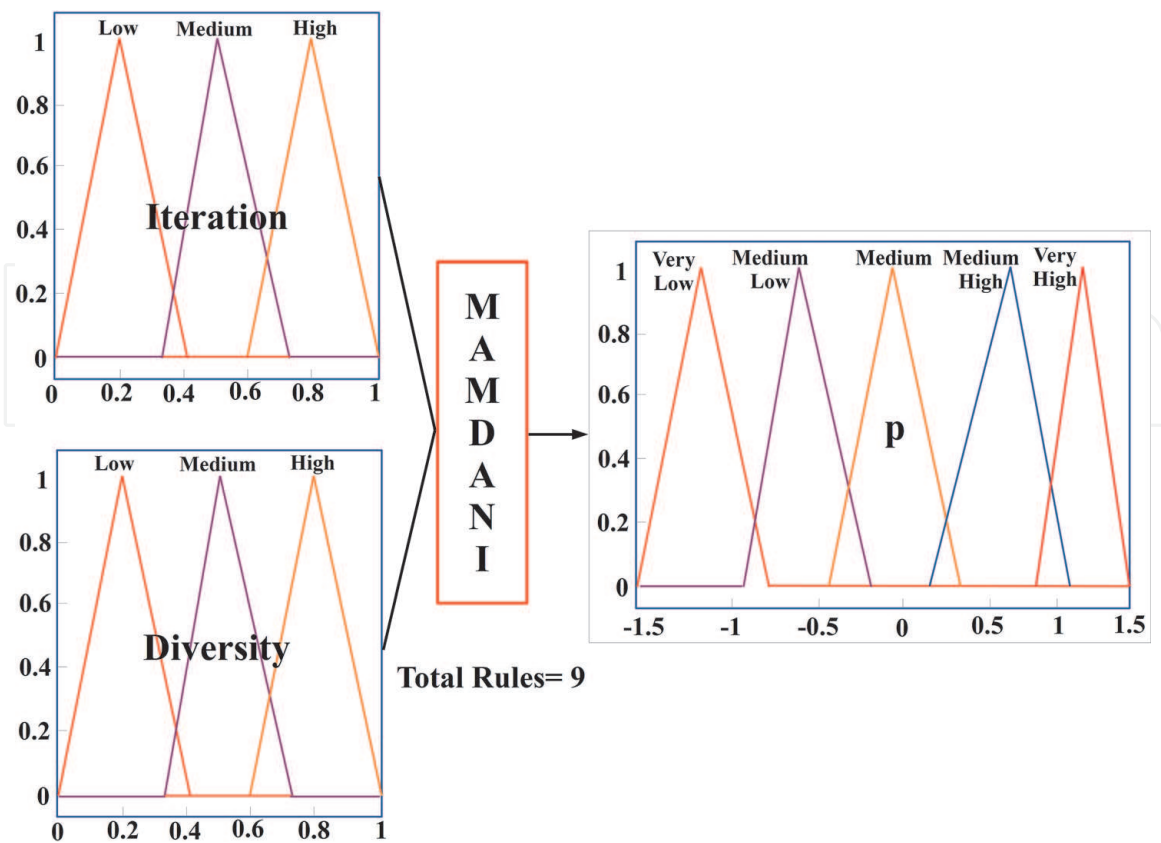 Low Medium High
1
0.8
0.6
0.4
0.2
0
Iteration
0 0.2 0.4 0.6 0.8 1
Low Medium High
1
0.8
0.6
0.4
0.2
0
Diversity
0 0.2 0.4 0.6 0.8 1
M
A
M
D
A
N
I
Total Rules= 9
Very Low
Medium Low
Medium
Medium High
Very High
1
0.8
0.6
0.4
0.2
0
p
-1.5 -1 -0.5 0 0.5 1 1.5